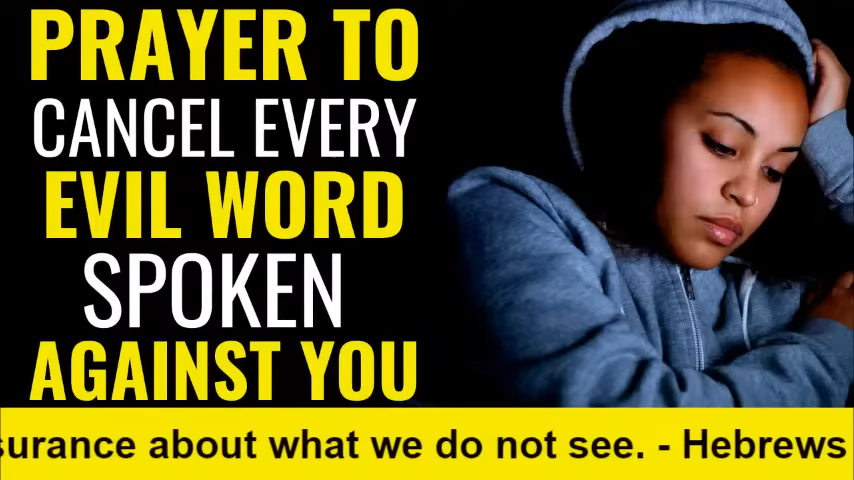 PRAYER TO
CANCEL EVERY
EVIL WORD
SPOKEN
AGAINST YOU
surance about what we do not see. - Hebrews